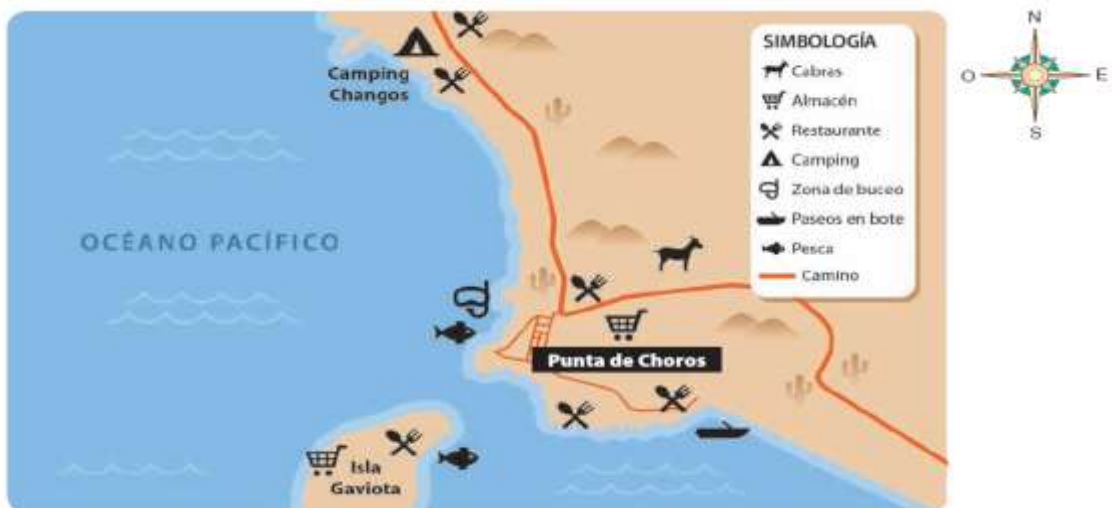 Camping
Changos
OCÉANO PACÍFICO
Punta de Choros
Isla
Gaviota
SIMBOLOGÍA
Cabras
Almacén
Restaurante
Camping
Zona de buceo
Paseos en bote
Pesca
Camino
N
O
E
S